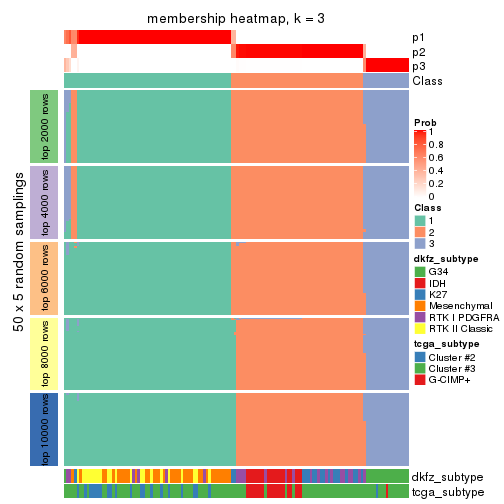 membership heatmap, k = 3
p1
p2
p3
Class
50 x 5 random samplings
top 2000 rows
top 4000 rows
top 6000 rows
top 8000 rows
top 10000 rows
Prob
1
0.8
0.6
0.4
0.2
0
Class
1
2
3
dkfz_subtype
G34
IDH
K27
Mesenchymal
RTK I PDGFRA
RTK II Classic
tcga_subtype
Cluster #2
Cluster #3
G-CIMP+
dkfz_subtype
tcga_subtype